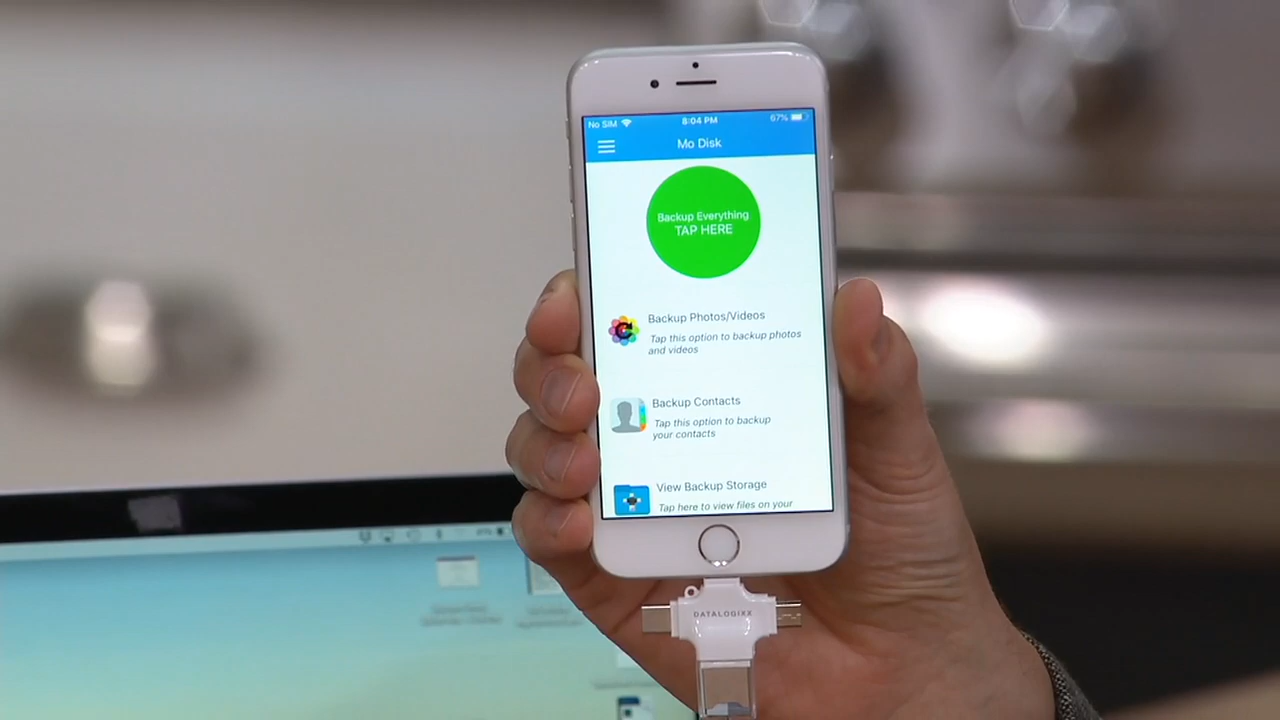 No SIM 8:04 PM 67%
Mo Disk
Backup Everything
TAP HERE
Backup Photos/Videos
Tap this option to backup photos
and videos
Backup Contacts
Tap this option to backup
your contacts
View Backup Storage
Tap here to view files on your
DATALOGIXX